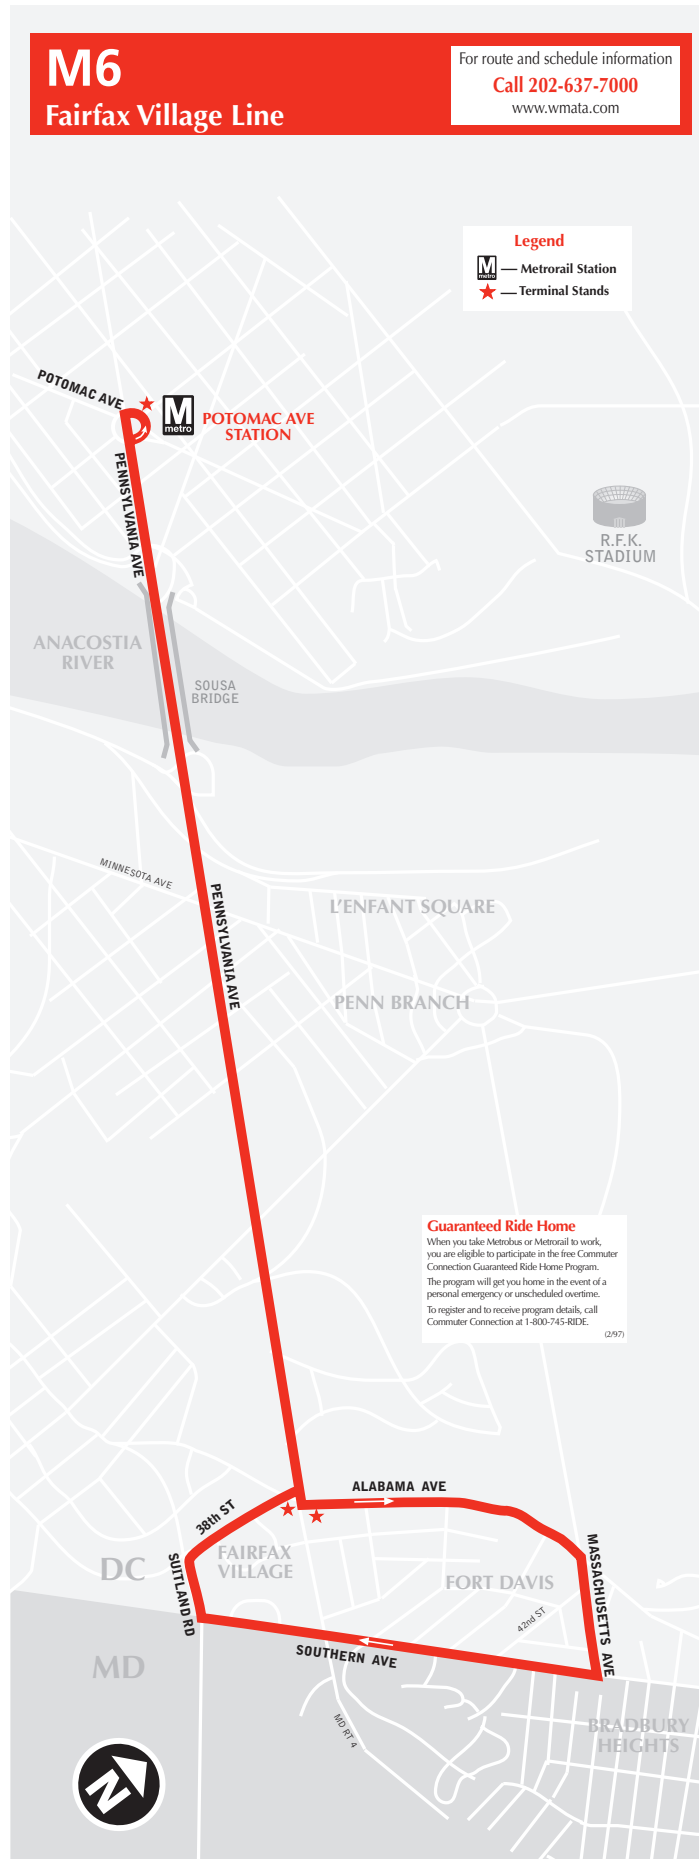 M6
Fairfax Village Line
For route and schedule information
Call 202-637-7000
www.wmata.com
Legend
M
metro
— Metrorail Station
— Terminal Stands
POTOMAC AVE
M
metro
POTOMAC AVE
STATION
PENNSYLVANIA AVE
R.F.K.
STADIUM
ANACOSTIA
RIVER
SOUSA
BRIDGE
MINNESOTA AVE
PENNSYLVANIA AVE
L'ENFANT SQUARE
PENN BRANCH
Guaranteed Ride Home
When you take Metrobus or Metrorail to work,
you are eligible to participate in the free Commuter
Connection Guaranteed Ride Home Program.
The program will get you home in the event of a
personal emergency or unscheduled overtime.
To register and to receive program details, call
Commuter Connection at 1-800-745-RIDE.
(2/97)
ALABAMA AVE
38th ST
FAIRFAX
VILLAGE
DC
SUITLAND RD
FORT DAVIS
MASSACHUSETTS AVE
42nd ST
SOUTHERN AVE
MD
MD RT 4
BRADBURY
HEIGHTS
N